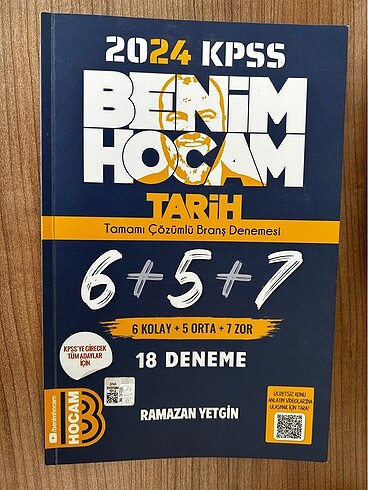 2024 KPSS
BENİM
HOCAM
TARİH
Tamamı Çözümlü Branş Denemesi
6+5+7
6 KOLAY + 5 ORTA + 7 ZOR
KPSS'YE GİRECEK
TÜM ADAYLAR
İÇİN
18 DENEME
ÜCRETSİZ KONU
ANLATIM VİDEOLARINA
ULAŞMAK İÇİN TARA!
benimhocam
HOCAM
B
RAMAZAN YETGİN